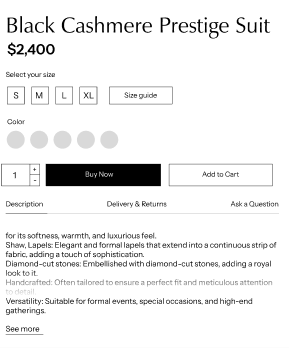 Black Cashmere Prestige Suit
$2,400
Select your size
S M L XL Size guide
Color
1 + - Buy Now Add to Cart
Description Delivery & Returns Ask a Question
for its softness, warmth, and luxurious feel.
Shaw, Lapels: Elegant and formal lapels that extend into a continuous strip of
fabric, adding a touch of sophistication.
Diamond-cut stones: Embellished with diamond-cut stones, adding a royal
look to it.
Handcrafted: Often tailored to ensure a perfect fit and meticulous attention
to detail.
Versatility: Suitable for formal events, special occasions, and high-end
gatherings.
See more